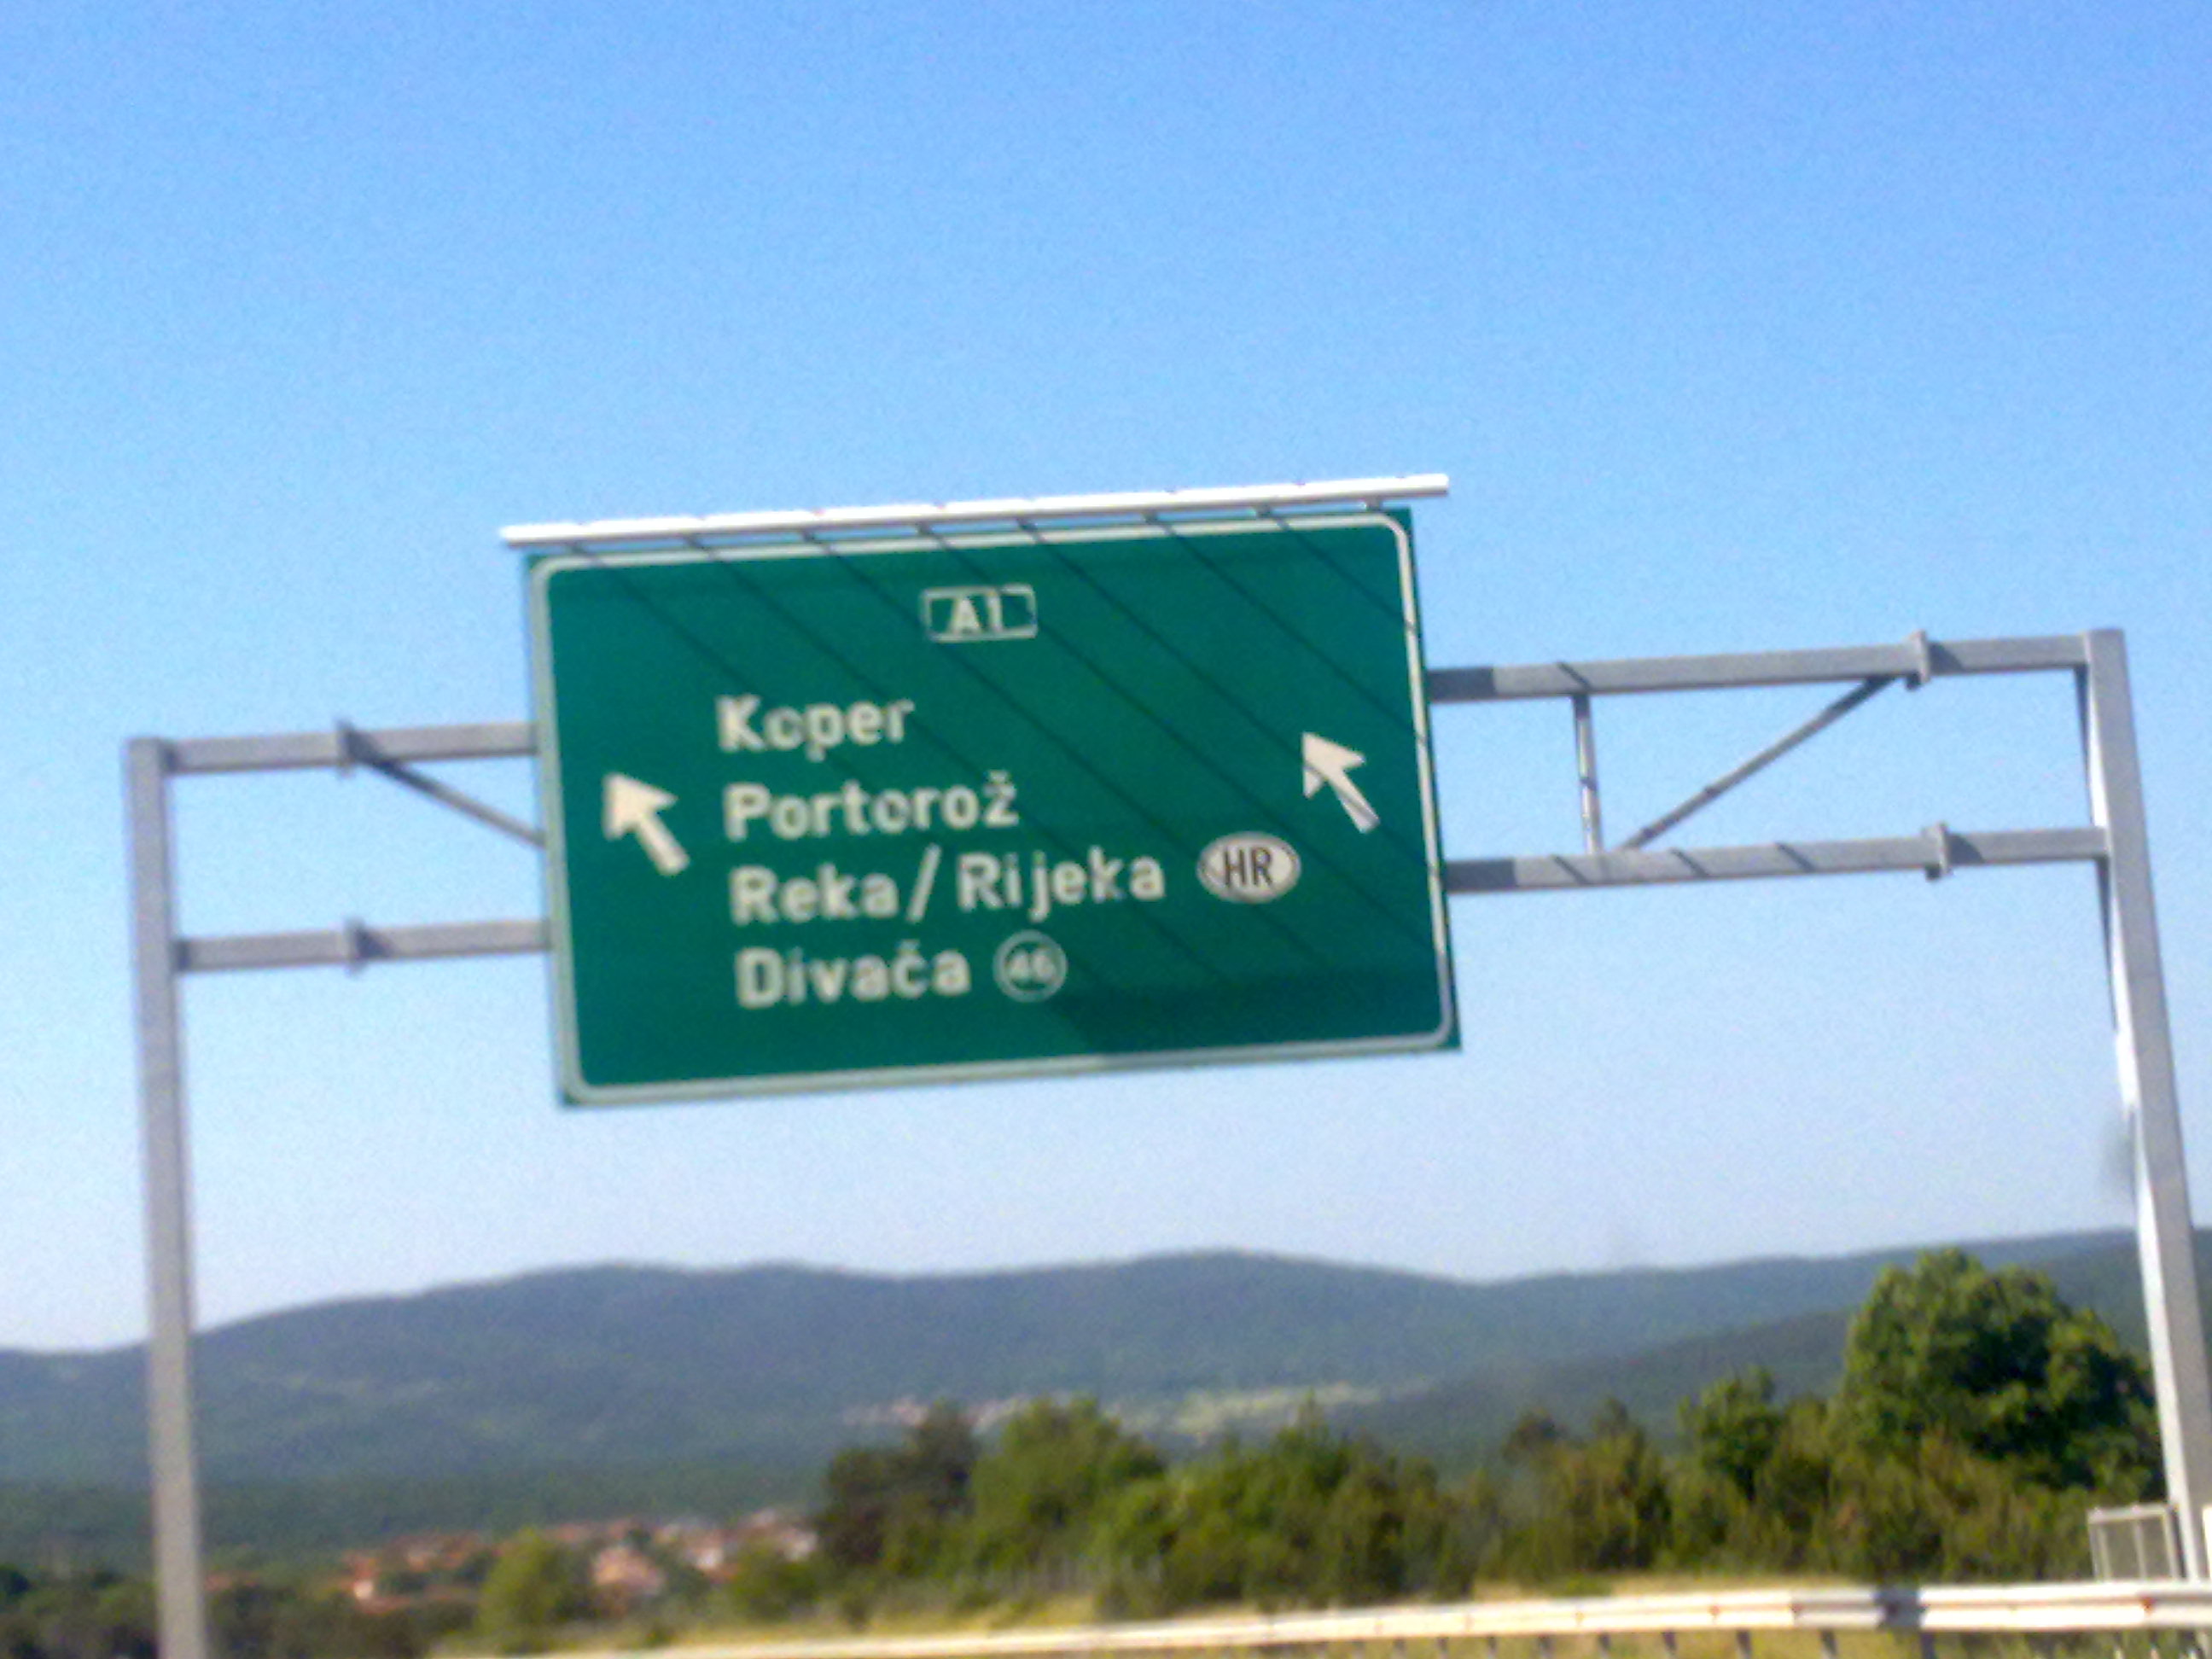 A1
Koper
Portorož
Reka/Rijeka HR
Divača 46